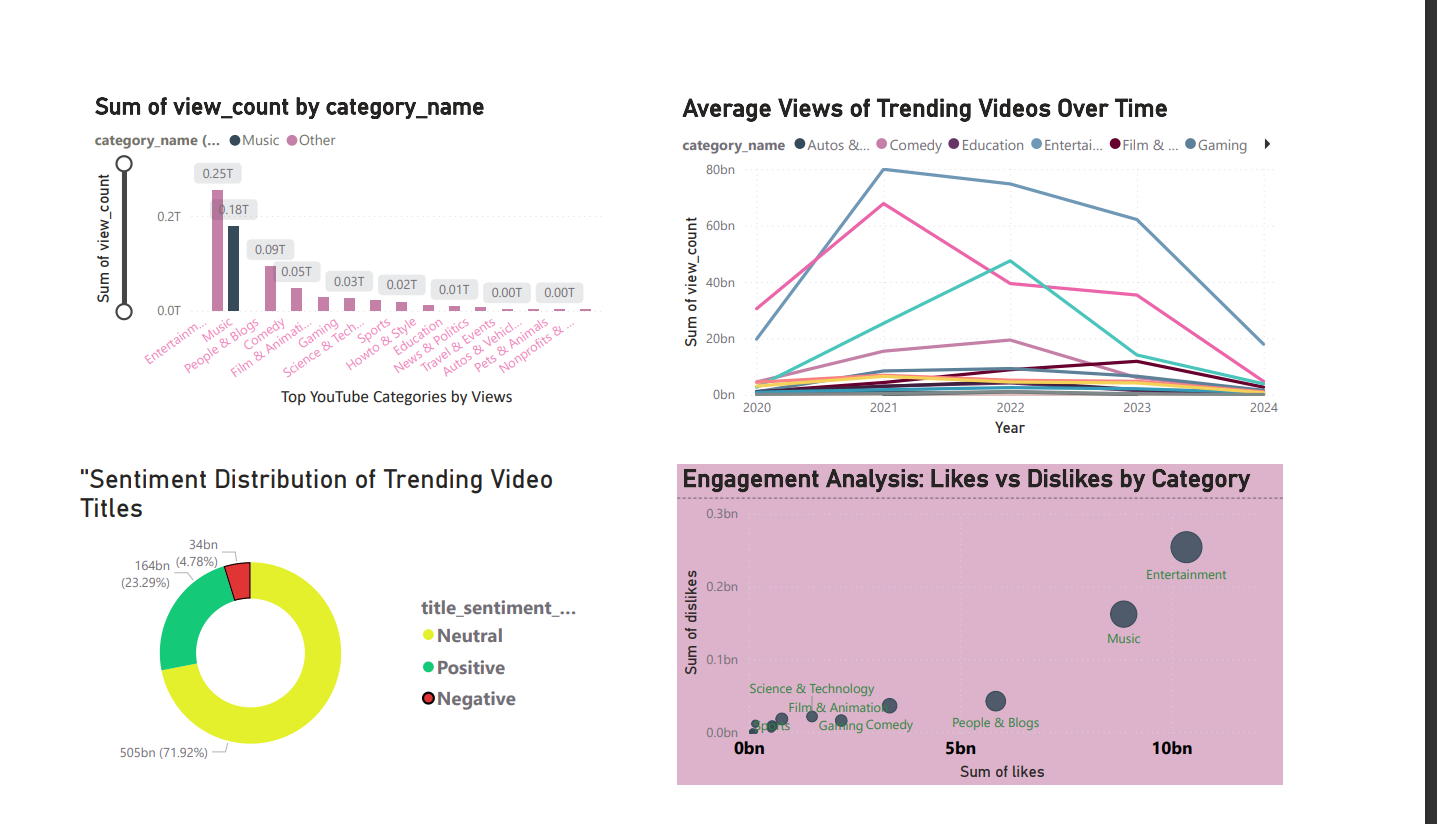 Sum of view_count by category_name
category_name (... Music Other
Sum of view_count
0.2T
0.0T
0.25T
0.18T
0.09T
0.05T
0.03T
0.02T
0.01T
0.00T
0.00T
Entertainm...
Music
People & Blogs
Comedy
Film & Animati...
Gaming
Science & Tech...
Sports
Howto & Style
Education
News & Politics
Travel & Events
Autos & Vehicl...
Pets & Animals
Nonprofits & ...
Top YouTube Categories by Views
Average Views of Trending Videos Over Time
category_name Autos &... Comedy Education Entertai... Film & ... Gaming
Sum of view_count
80bn
60bn
40bn
20bn
0bn
2020 2021 2022 2023 2024
Year
"Sentiment Distribution of Trending Video
Titles
34bn
(4.78%)
164bn
(23.29%)
505bn (71.92%)
title_sentiment_...
Neutral
Positive
Negative
Engagement Analysis: Likes vs Dislikes by Category
Sum of dislikes
0.3bn
0.2bn
0.1bn
0.0bn
Entertainment
Music
Science & Technology
Film & Animation
Sports
Gaming
Comedy
People & Blogs
0bn 5bn 10bn
Sum of likes